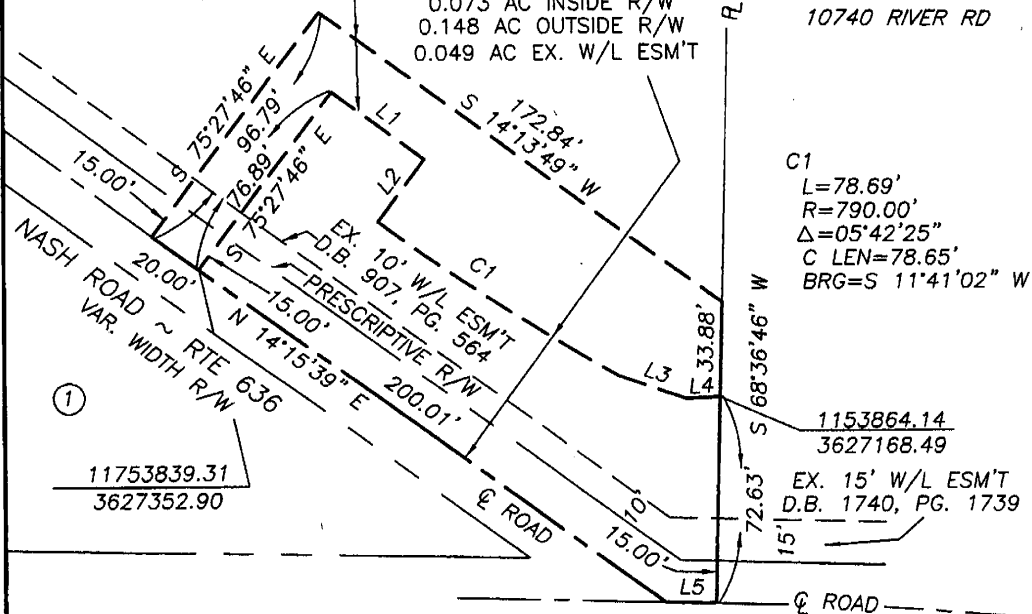 0.073 AC INSIDE R/W
0.148 AC OUTSIDE R/W
0.049 AC EX. W/L ESM'T
PL
10740 RIVER RD
S 75°27'46" E
96.79'
76.89'
S 75°27'46" E
L1
L2
172.84'
S 14°13'49" W
C1
L=78.69'
R=790.00'
Δ=05°42'25"
C LEN=78.65'
BRG=S 11°41'02" W
15.00'
20.00'
EX. 10' W/L ESM'T
D.B. 907, PG. 564
C1
PRESCRIPTIVE R/W
15.00'
N 14°15'39" E
200.01'
NASH ROAD ~ RTE 636
VAR. WIDTH R/W
33.88'
S 68°36'46" W
L3
L4
1
1153864.14
3627168.49
11753839.31
3627352.90
72.63'
EX. 15' W/L ESM'T
D.B. 1740, PG. 1739
10'
15'
℄ ROAD
15.00'
L5
℄ ROAD